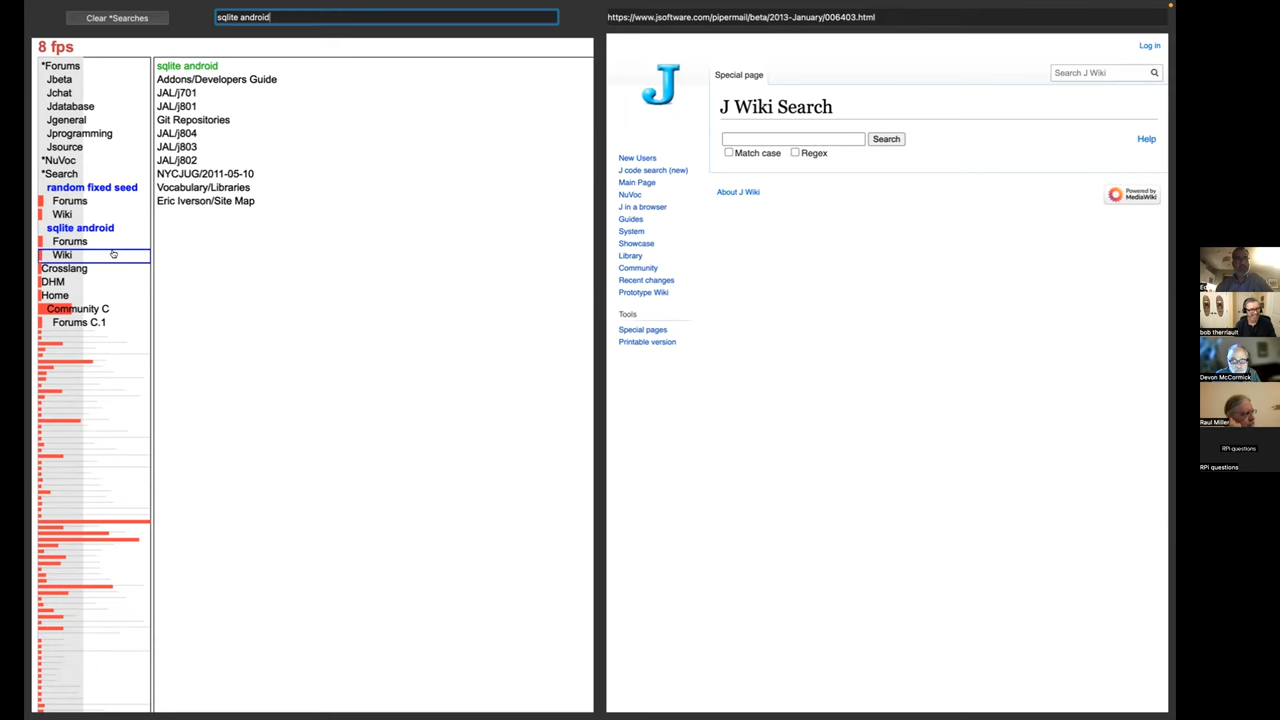 Clear *Searches
sqlite android
https://www.jsoftware.com/pipermail/beta/2013-January/006403.html
8 fps
*Forums
Jbeta
Jchat
Jdatabase
Jgeneral
Jprogramming
Jsource
*NuVoc
*Search
random fixed seed
Forums
Wiki
sqlite android
Forums
Wiki
Crosslang
DHM
Home
Community C
Forums C.1
sqlite android
Addons/Developers Guide
JAL/j701
JAL/j801
Git Repositories
JAL/j804
JAL/j803
JAL/j802
NYCJUG/2011-05-10
Vocabulary/Libraries
Eric Iverson/Site Map
Log in
Special page
Search J Wiki
J Wiki Search
Search
Help
Match case
Regex
About J Wiki
Powered by
MediaWiki
New Users
J code search (new)
Main Page
NuVoc
J in a browser
Guides
System
Showcase
Library
Community
Recent changes
Prototype Wiki
Tools
Special pages
Printable version
bob therriault
Devon McCormick
Raul Miller
RPi questions
RPi questions